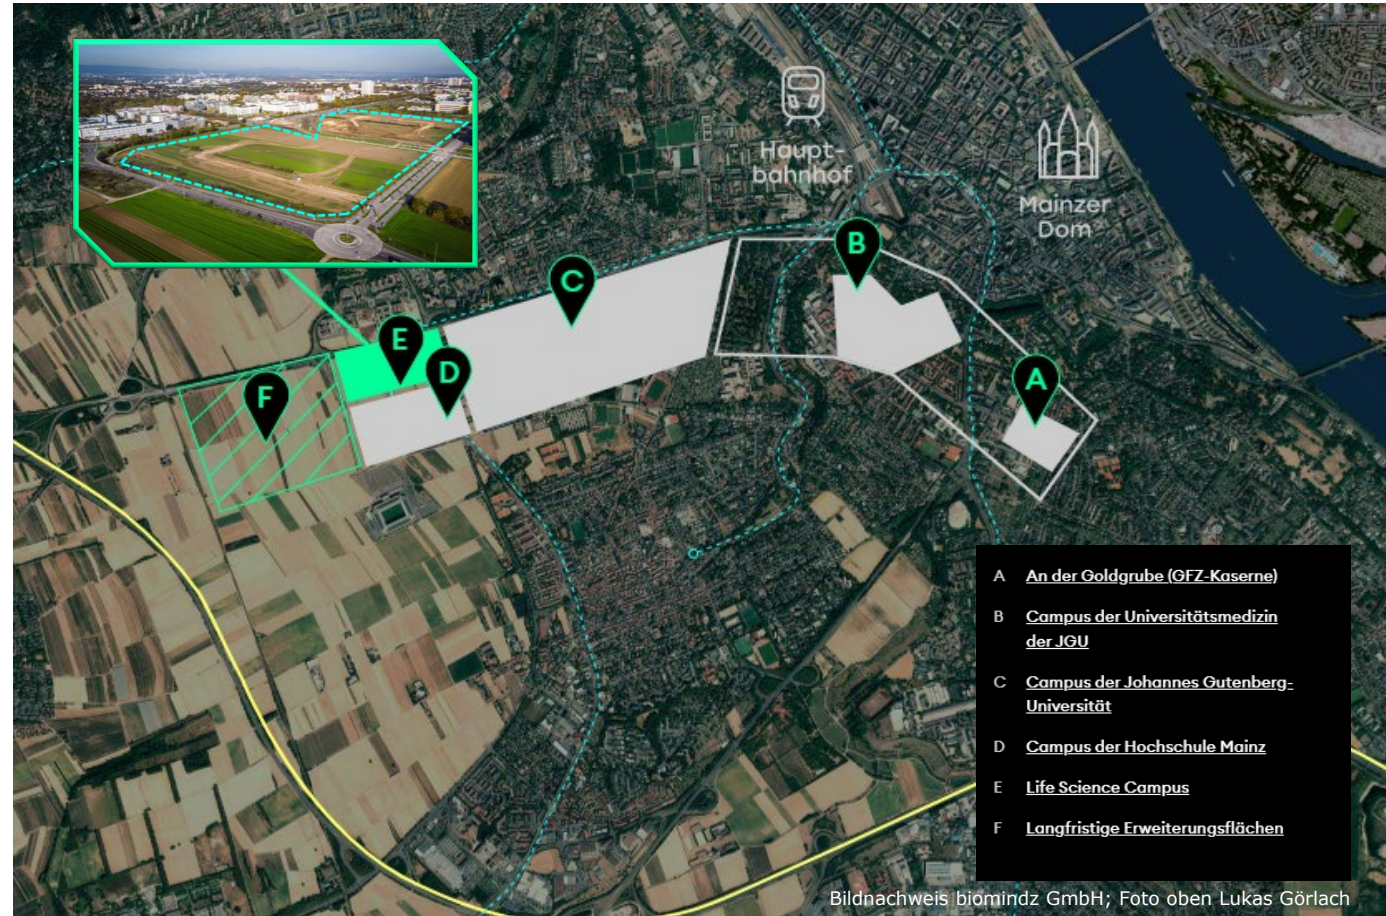 Haupt-
bahnhof
Mainzer
Dom
B
C
E
D
A
F
A An der Goldgrube (GFZ-Kaserne)
B Campus der Universitätsmedizin
der JGU
C Campus der Johannes Gutenberg-
Universität
D Campus der Hochschule Mainz
E Life Science Campus
F Langfristige Erweiterungsflächen
Bildnachweis biomindz GmbH; Foto oben Lukas Görlach